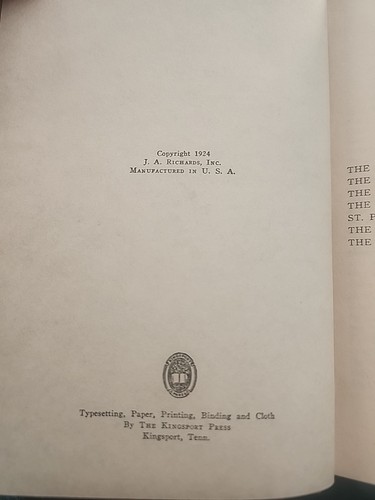 Copyright 1924
J. A. Richards, Inc.
Manufactured in U. S. A.
Typesetting, Paper, Printing, Binding and Cloth
By The Kingsport Press
Kingsport, Tenn.
THE
THE
THE
THE
ST.
THE
THE